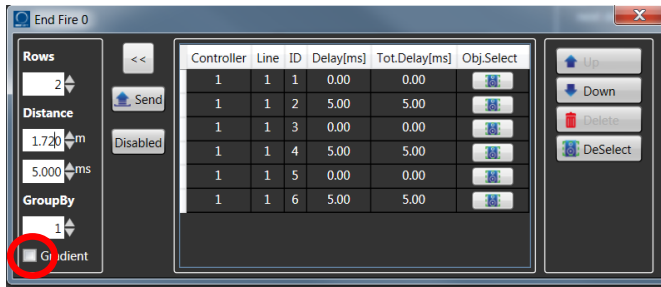 End Fire 0
X
Rows
2
Distance
1.720 m
5.000 ms
GroupBy
1
Gradient
<<
Send
Disabled
Controller Line ID Delay[ms] Tot.Delay[ms] Obj.Select
1 1 1 0.00 0.00
1 1 2 5.00 5.00
1 1 3 0.00 0.00
1 1 4 5.00 5.00
1 1 5 0.00 0.00
1 1 6 5.00 5.00
Up
Down
Delete
DeSelect